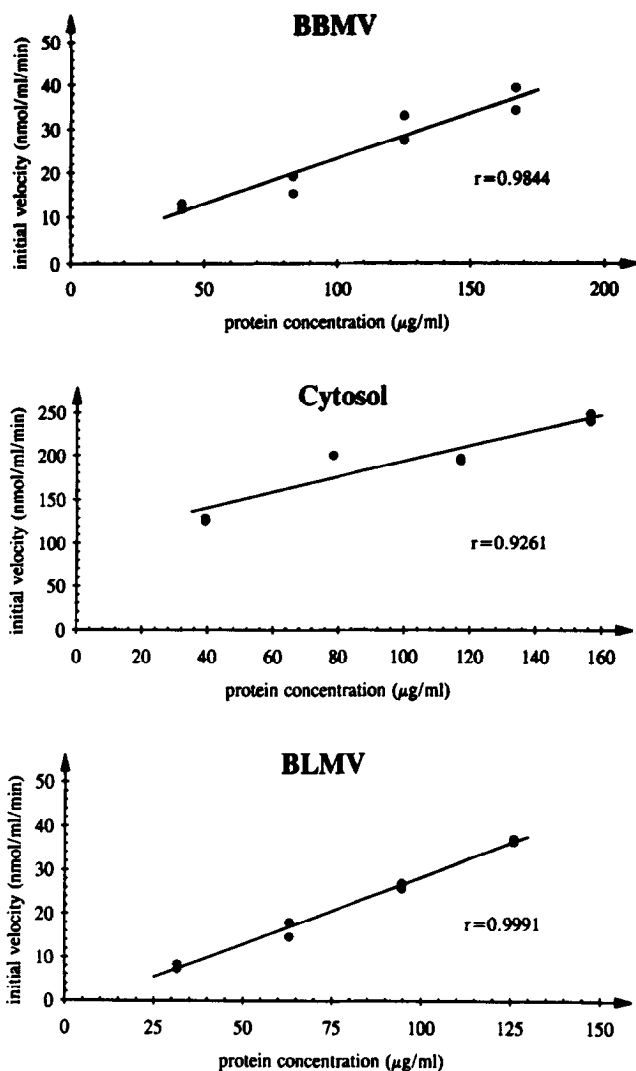 BBMV
initial velocity (nmol/ml/min)
50
40
30
20
10
0
r=0.9844
0 50 100 150 200
protein concentration (μg/ml)
Cytosol
initial velocity (nmol/ml/min)
250
200
150
100
50
0
r=0.9261
0 20 40 60 80 100 120 140 160
protein concentration (μg/ml)
BLMV
initial velocity (nmol/ml/min)
50
40
30
20
10
0
r=0.9991
0 25 50 75 100 125 150
protein concentration (μg/ml)